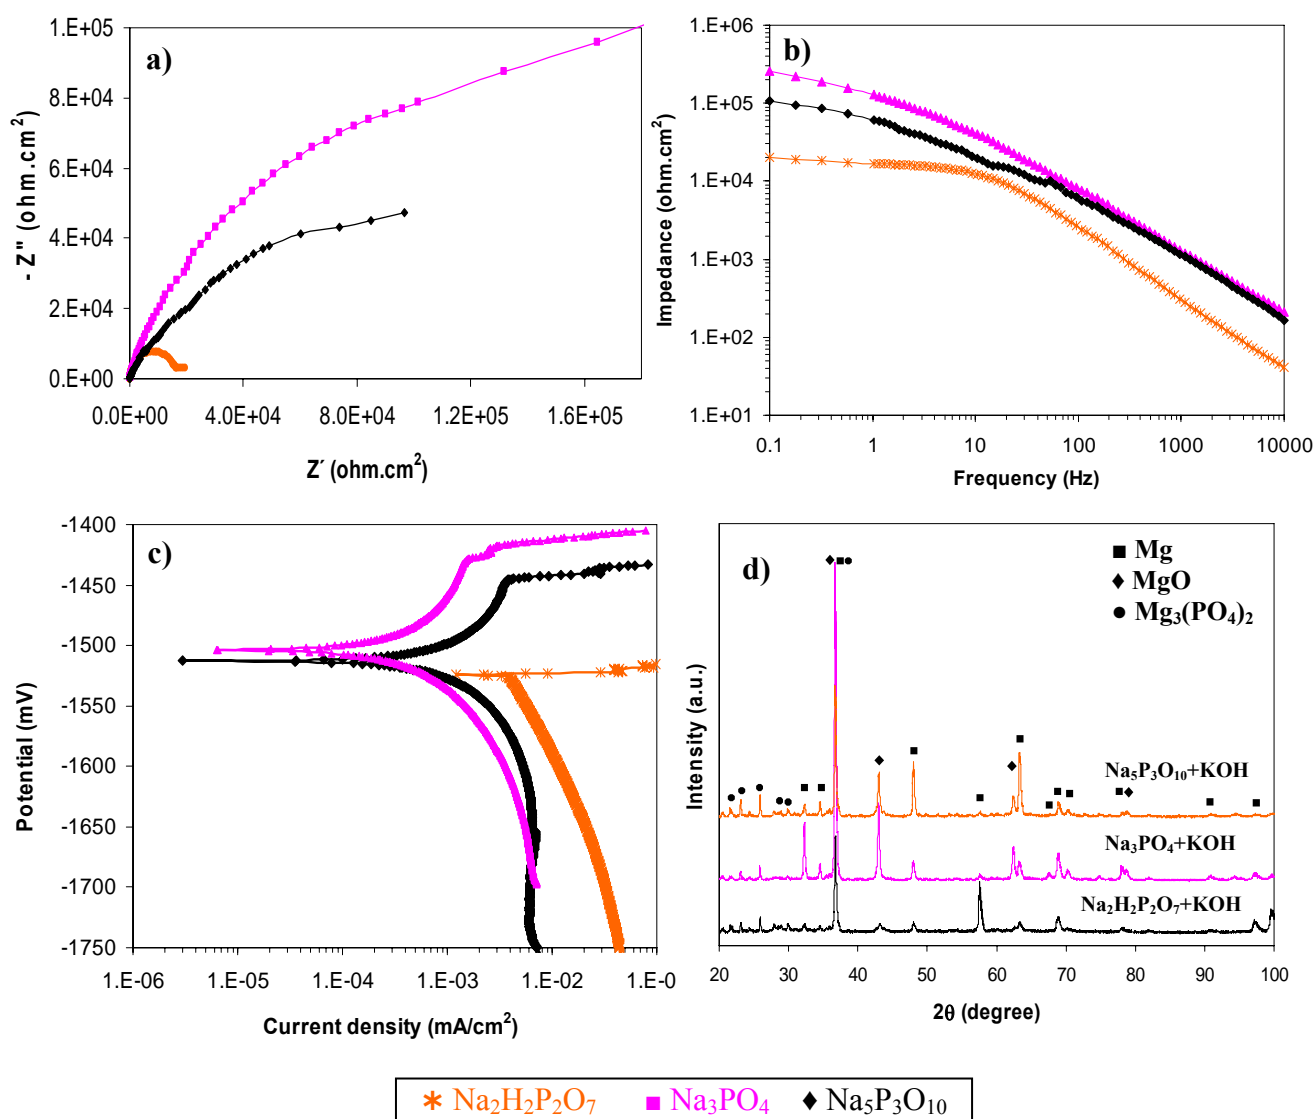 a)
1.E+05
8.E+04
6.E+04
4.E+04
2.E+04
0.E+00
- Z" (ohm.cm²)
0.0E+00 4.0E+04 8.0E+04 1.2E+05 1.6E+05
Z´ (ohm.cm²)
b)
1.E+06
1.E+05
1.E+04
1.E+03
1.E+02
1.E+01
Impedance (ohm.cm²)
0.1 1 10 100 1000 10000
Frequency (Hz)
c)
-1400
-1450
-1500
-1550
-1600
-1650
-1700
-1750
Potential (mV)
1.E-06 1.E-05 1.E-04 1.E-03 1.E-02 1.E-0
Current density (mA/cm²)
d)
Mg
MgO
Mg₃(PO₄)₂
Na₅P₃O₁₀+KOH
Na₃PO₄+KOH
Na₂H₂P₂O₇+KOH
Intensity (a.u.)
20 30 40 50 60 70 80 90 100
2θ (degree)
Na₂H₂P₂O₇ Na₃PO₄ Na₅P₃O₁₀